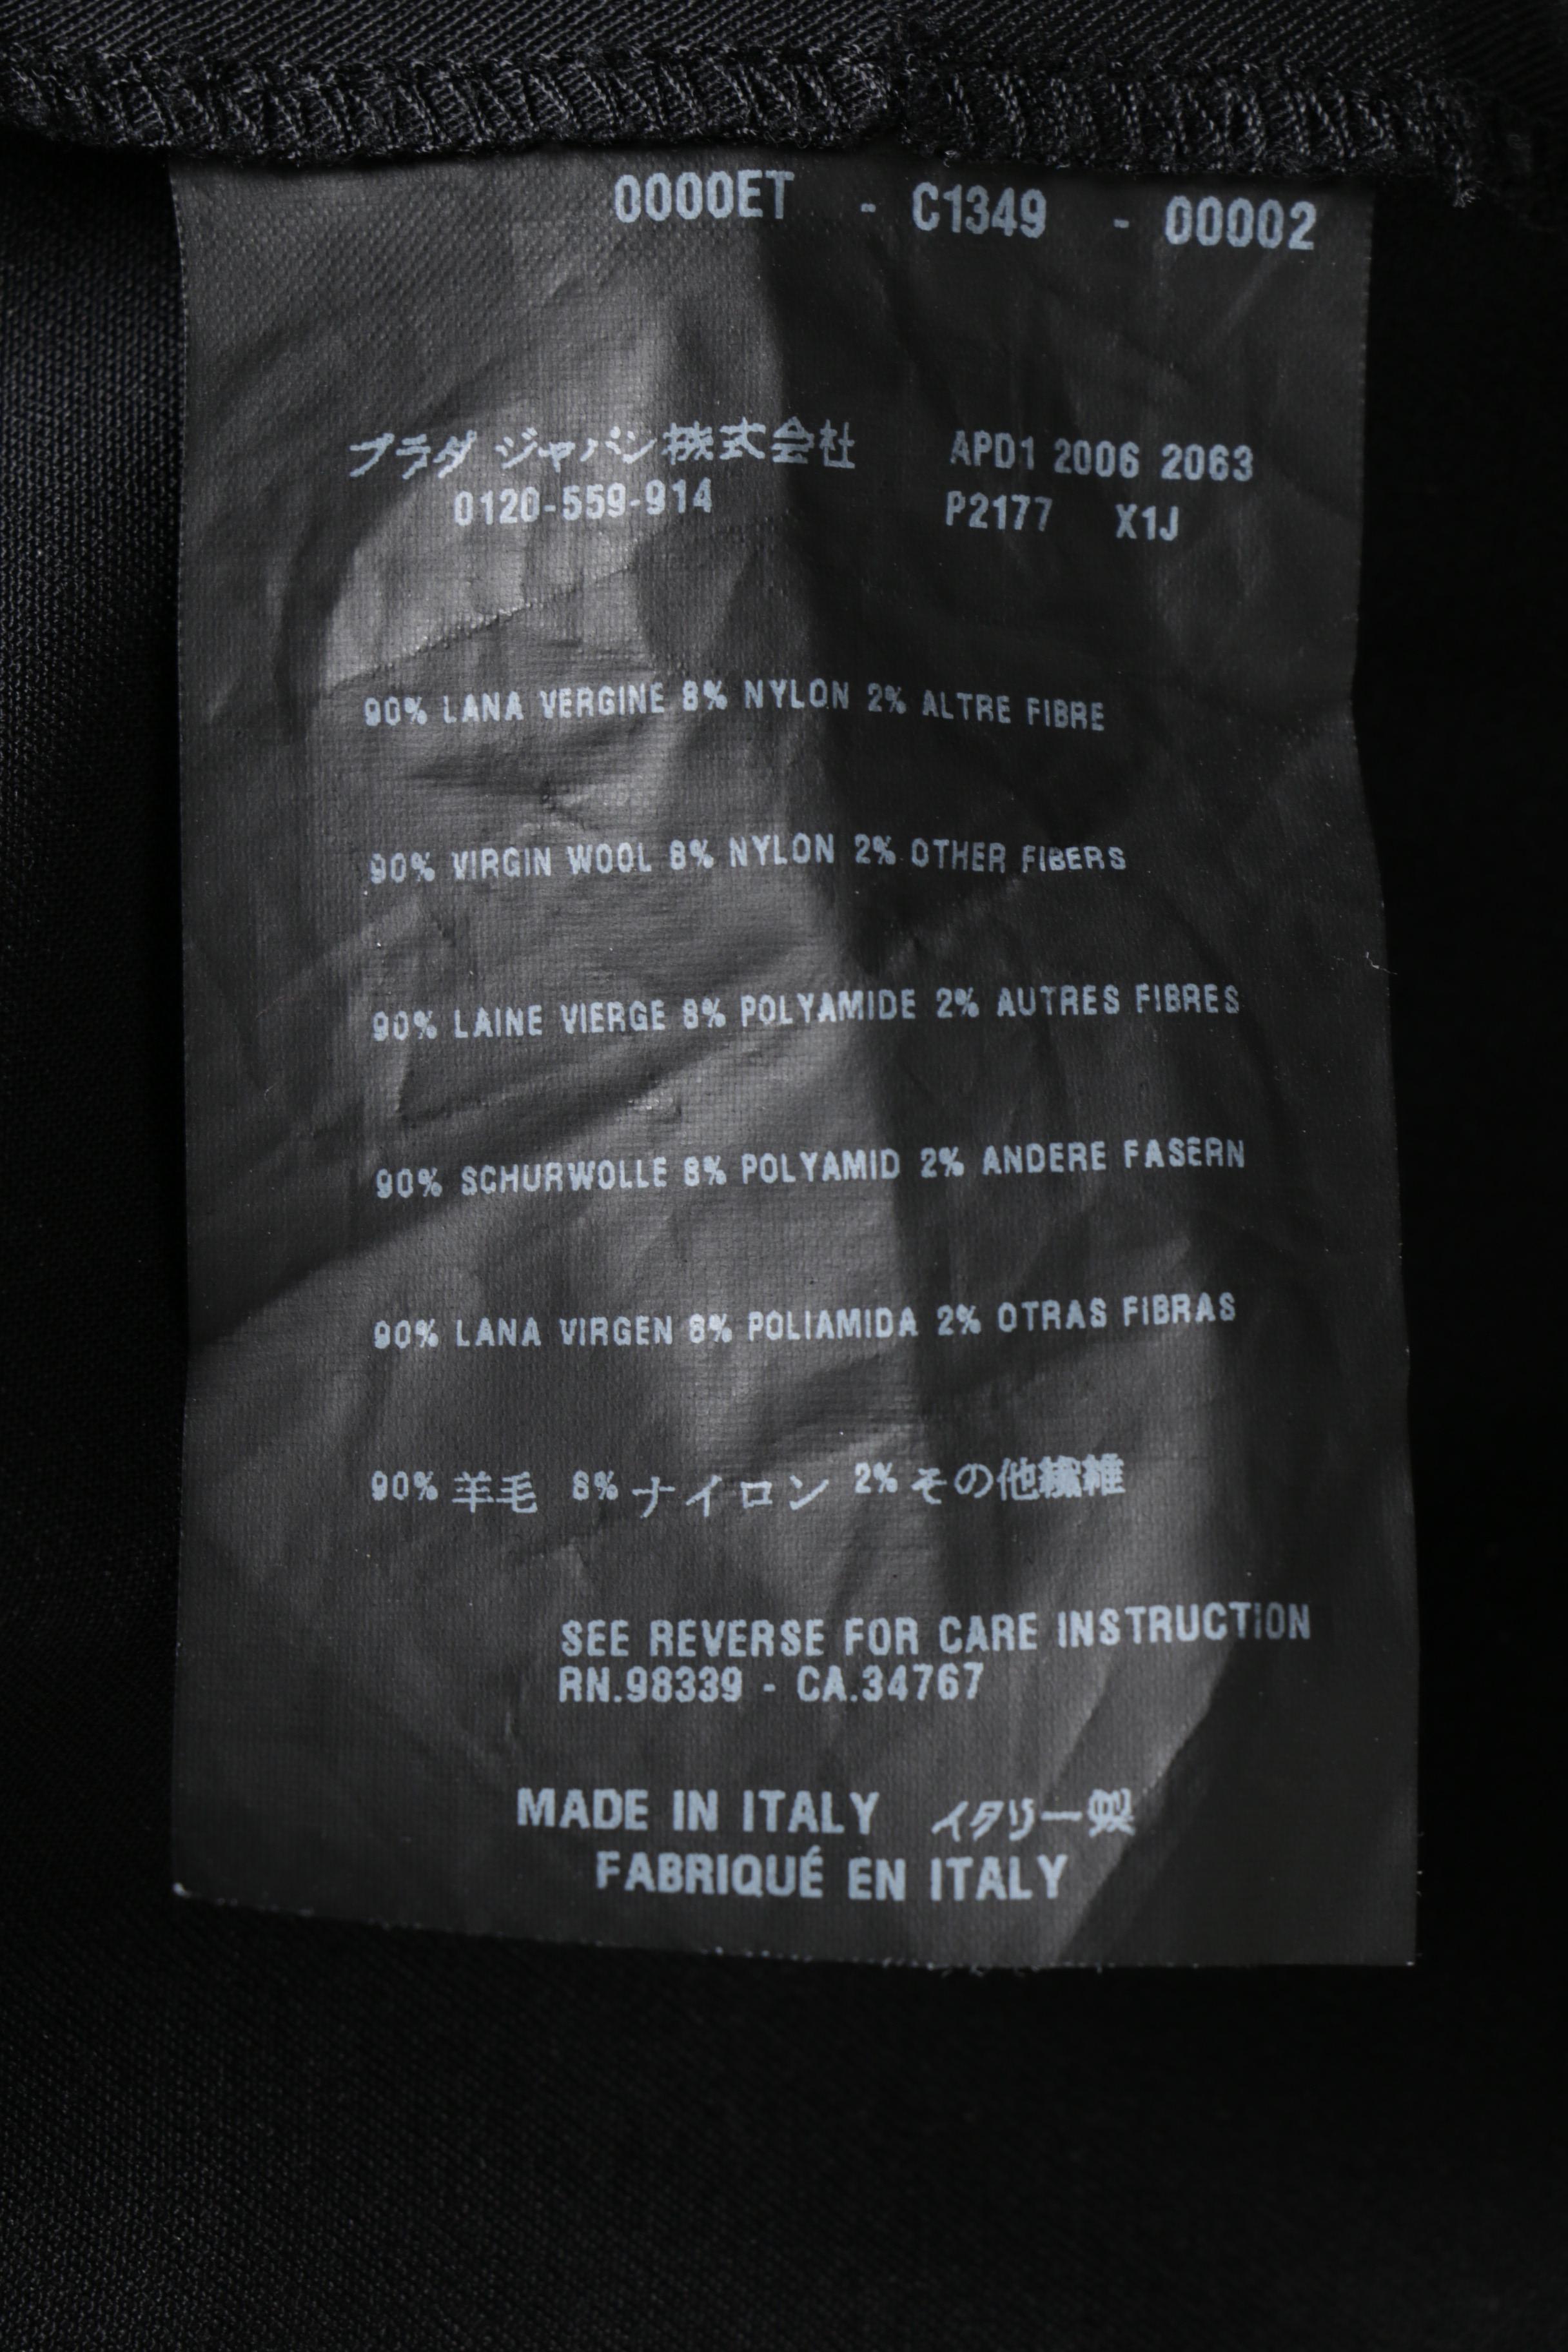 0000ET - C1349 - 00002
プラダ ジャパン株式会社 APD1 2006 2063
0120-559-914 P2177 X1J
90% LANA VERGINE 8% NYLON 2% ALTRE FIBRE
90% VIRGIN WOOL 8% NYLON 2% OTHER FIBERS
90% LAINE VIERGE 8% POLYAMIDE 2% AUTRES FIBRES
90% SCHURWOLLE 8% POLYAMID 2% ANDERE FASERN
90% LANA VIRGEN 8% POLIAMIDA 2% OTRAS FIBRAS
90% 羊毛 8% ナイロン 2% その他繊維
SEE REVERSE FOR CARE INSTRUCTION
RN.98339 - CA.34767
MADE IN ITALY イタリー製
FABRIQUÉ EN ITALY